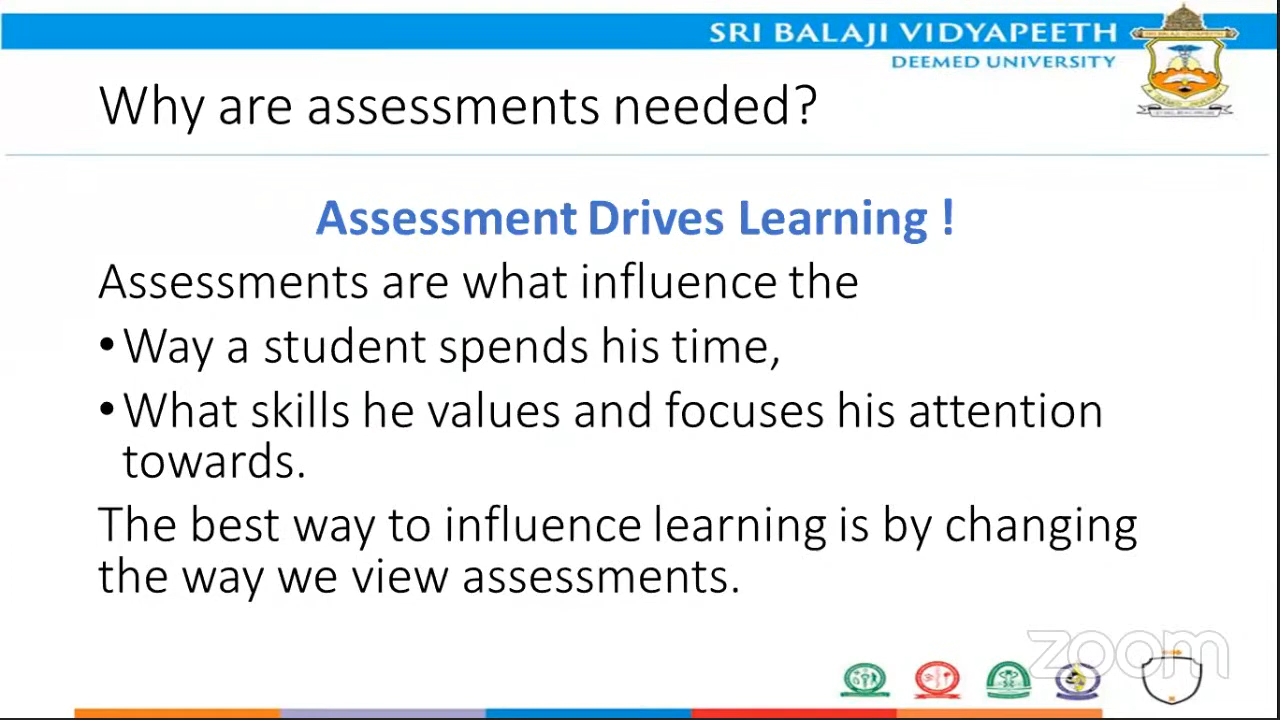 SRI BALAJI VIDYAPEETH
DEEMED UNIVERSITY
Why are assessments needed?
Assessment Drives Learning !
Assessments are what influence the
• Way a student spends his time,
• What skills he values and focuses his attention
towards.
The best way to influence learning is by changing
the way we view assessments.
zoom